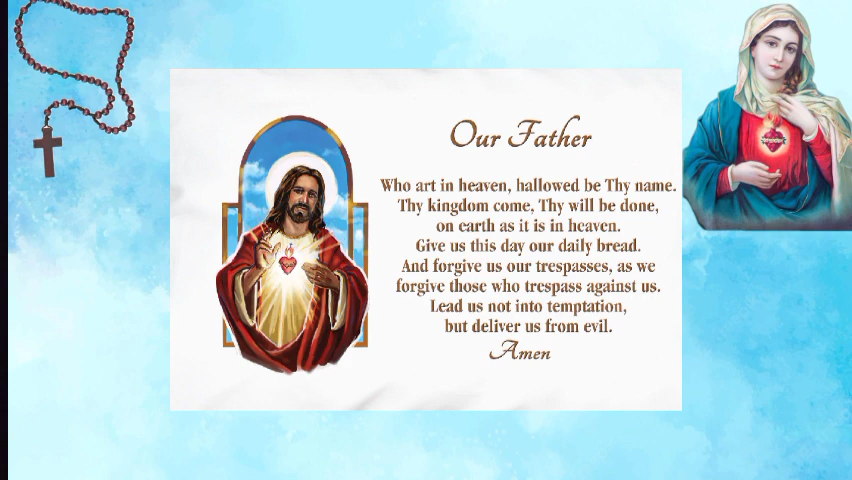 Our Father
Who art in heaven, hallowed be Thy name.
Thy kingdom come, Thy will be done,
on earth as it is in heaven.
Give us this day our daily bread.
And forgive us our trespasses, as we
forgive those who trespass against us.
Lead us not into temptation,
but deliver us from evil.
Amen